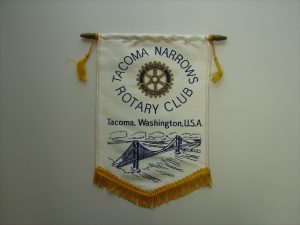 TACOMA NARROWS
ROTARY CLUB
Tacoma, Washington, U.S.A.